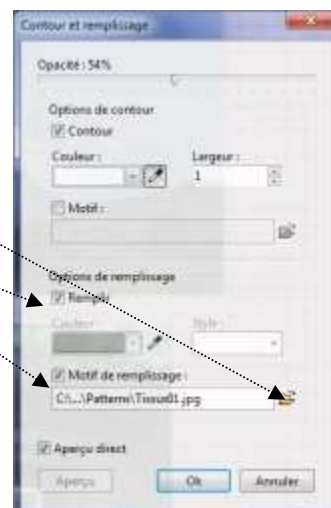 Contour et remplissage
Opacité : 54%
Options de contour
Contour
Couleur :
Largeur :
1
Motif :
Options de remplissage
Rempli
Couleur :
Style :
Motif de remplissage :
C:\...\Patterns\Tissu01.jpg
Aperçu direct
Aperçu
Ok
Annuler